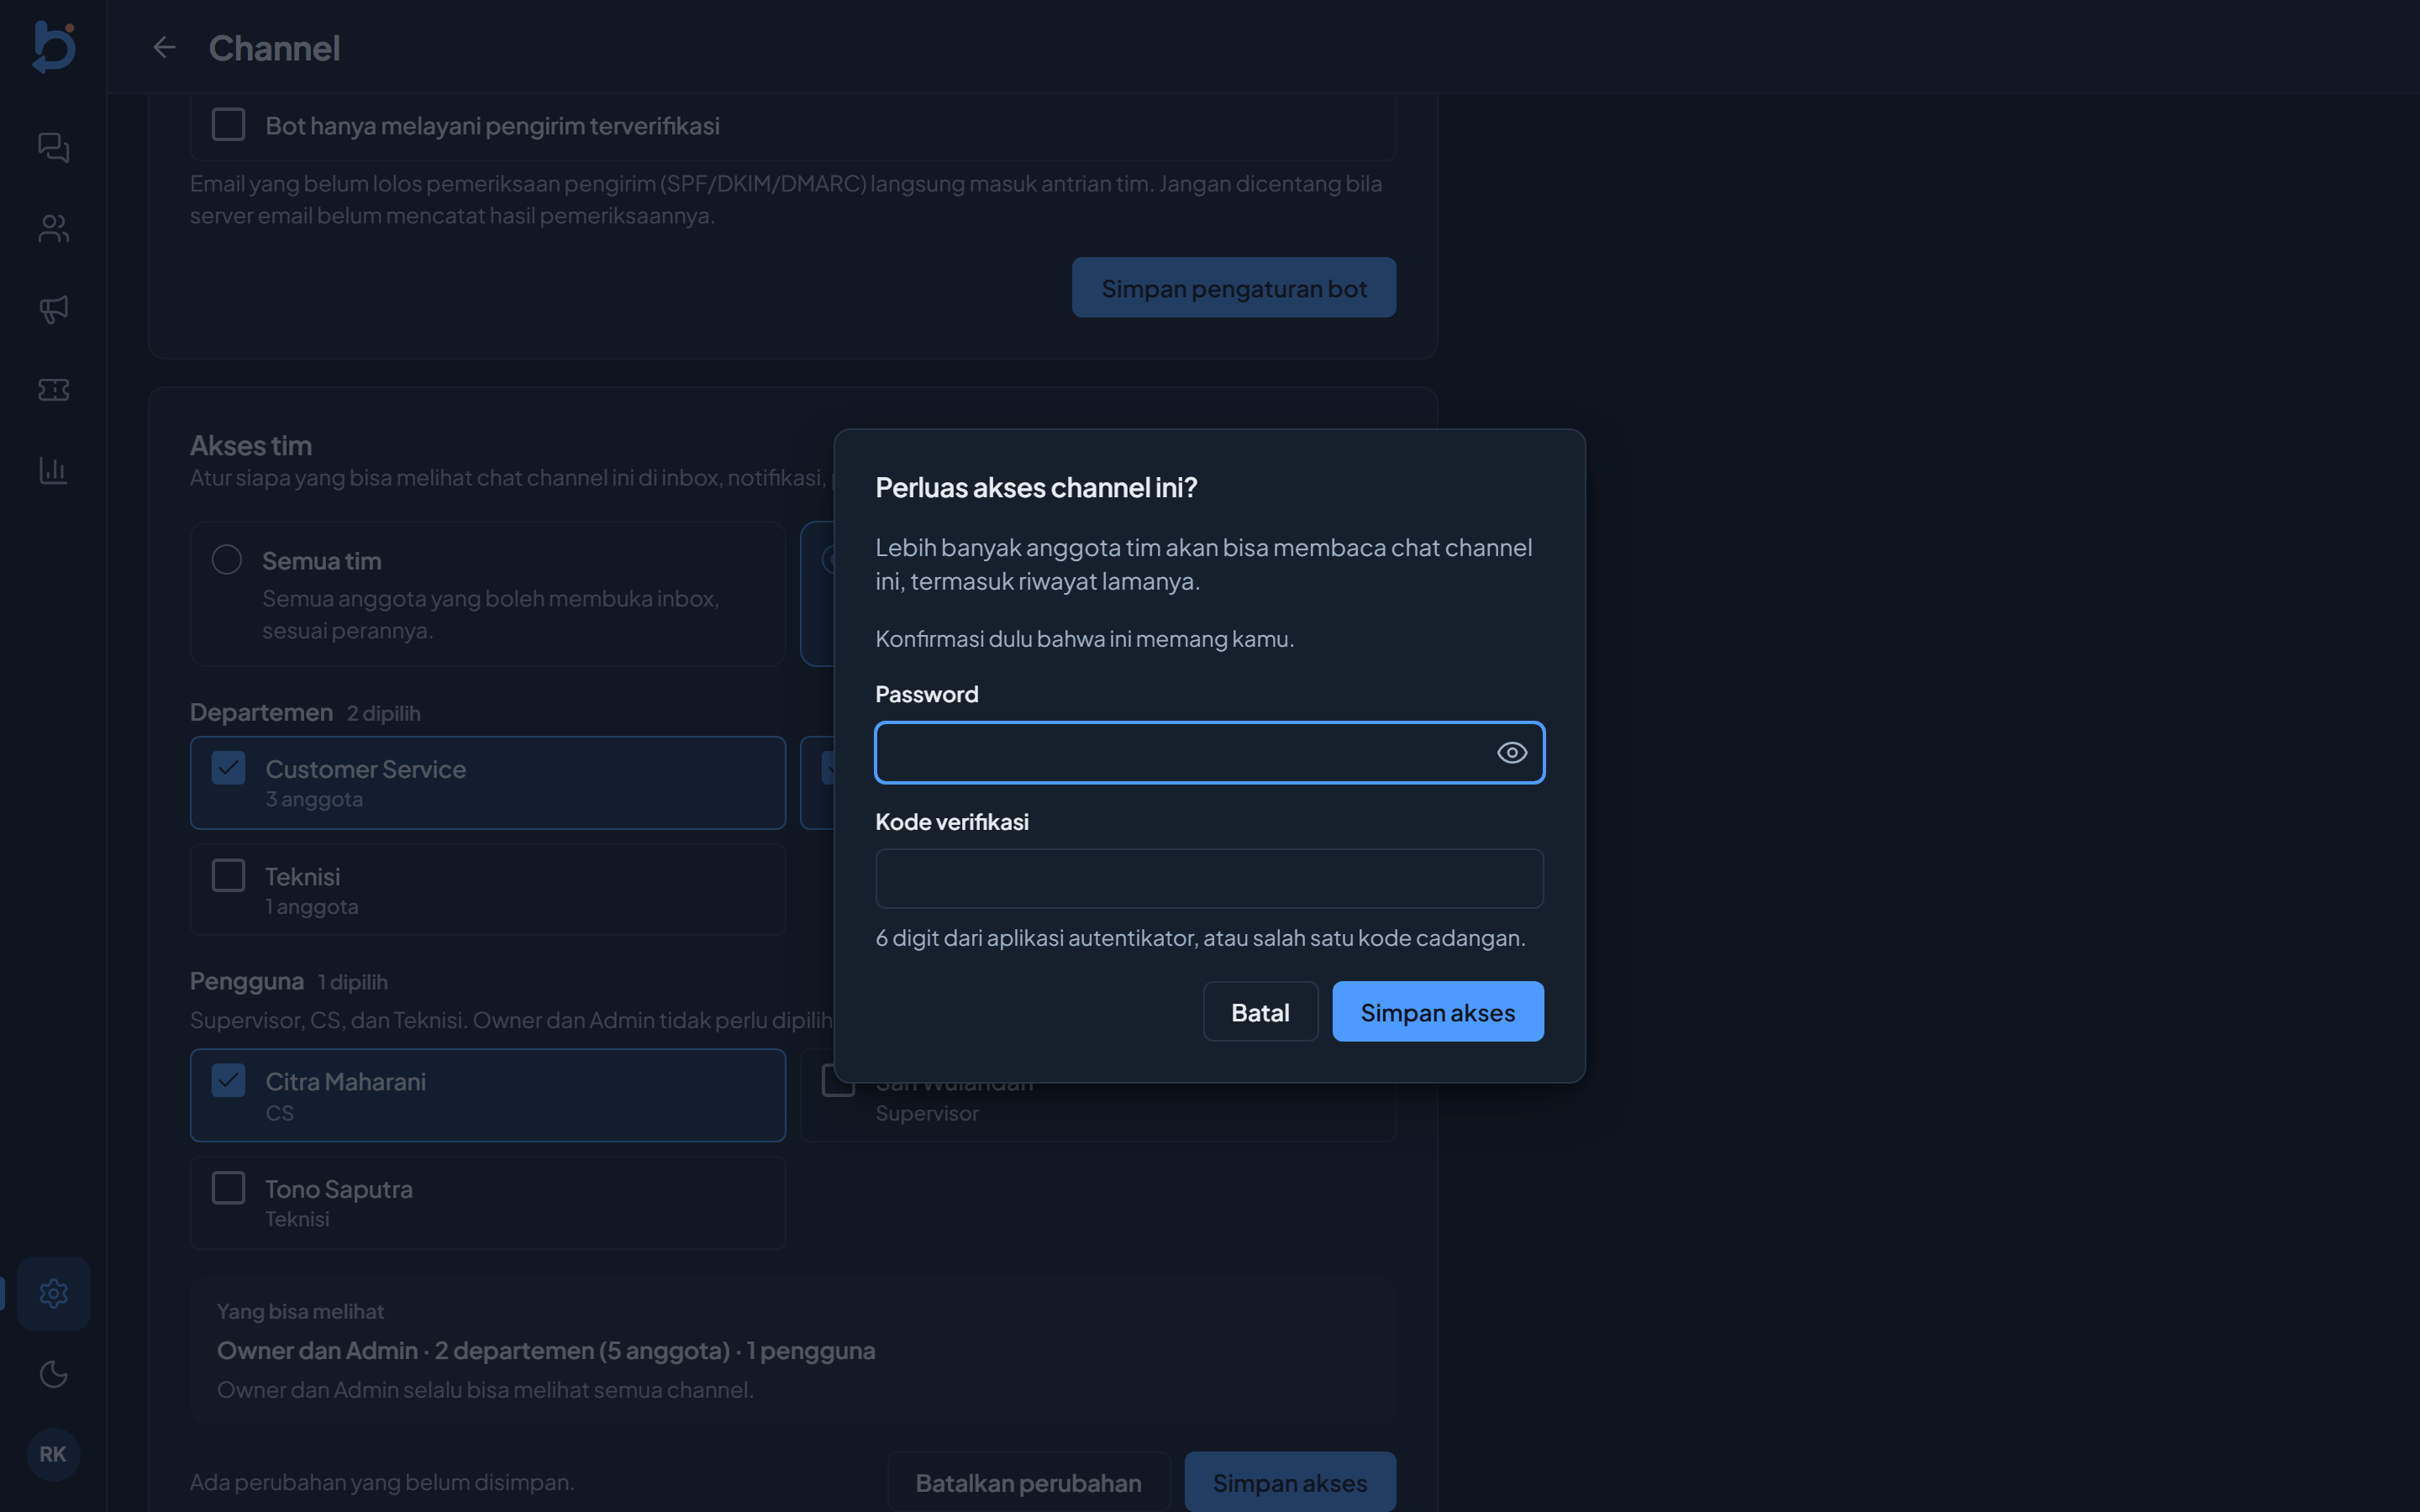 Channel
Bot hanya melayani pengirim terverifikasi
Email yang belum lolos pemeriksaan pengirim (SPF/DKIM/DMARC) langsung masuk antrian tim. Jangan dicentang bila
server email belum mencatat hasil pemeriksaannya.
Simpan pengaturan bot
Akses tim
Atur siapa yang bisa melihat chat channel ini di inbox, notifikasi,
Semua tim
Semua anggota yang boleh membuka inbox,
sesuai perannya.
Departemen 2 dipilih
Customer Service
3 anggota
Teknisi
1 anggota
Pengguna 1 dipilih
Supervisor, CS, dan Teknisi. Owner dan Admin tidak perlu dipilih
Citra Maharani
CS
Supervisor
Tono Saputra
Teknisi
Yang bisa melihat
Owner dan Admin · 2 departemen (5 anggota) · 1 pengguna
Owner dan Admin selalu bisa melihat semua channel.
Ada perubahan yang belum disimpan.
Batalkan perubahan
Simpan akses
RK
Perluas akses channel ini?
Lebih banyak anggota tim akan bisa membaca chat channel
ini, termasuk riwayat lamanya.
Konfirmasi dulu bahwa ini memang kamu.
Password
Kode verifikasi
6 digit dari aplikasi autentikator, atau salah satu kode cadangan.
Batal
Simpan akses